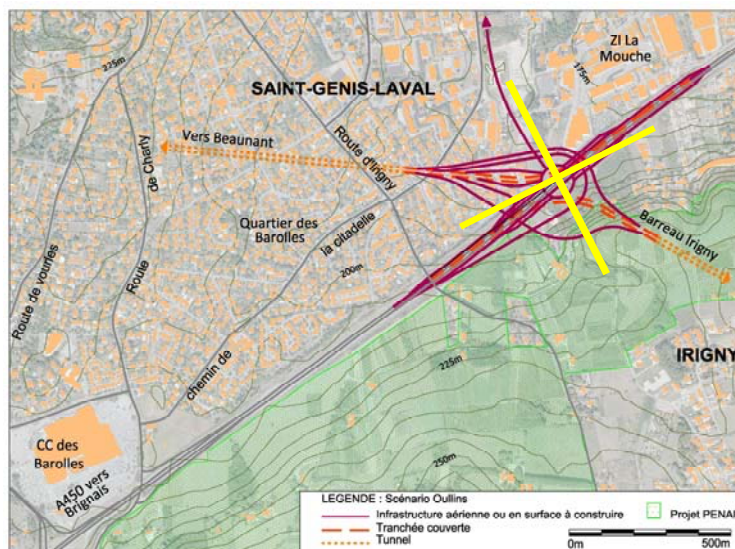 ZI La
Mouche
225m
175m
SAINT-GENIS-LAVAL
Vers Beaunant
Route d'Irigny
de Charly
Quartier des
Barolles
la citadelle
Barreau Irigny
Route de vourles
Route
200m
chemin de
IRIGNY
225m
CC des
Barolles
250m
A450 vers
Brignais
LEGENDE : Scénario Oullins
Infrastructure aérienne ou en surface à construire
Projet PENAP
Tranchée couverte
Tunnel
0m
500m